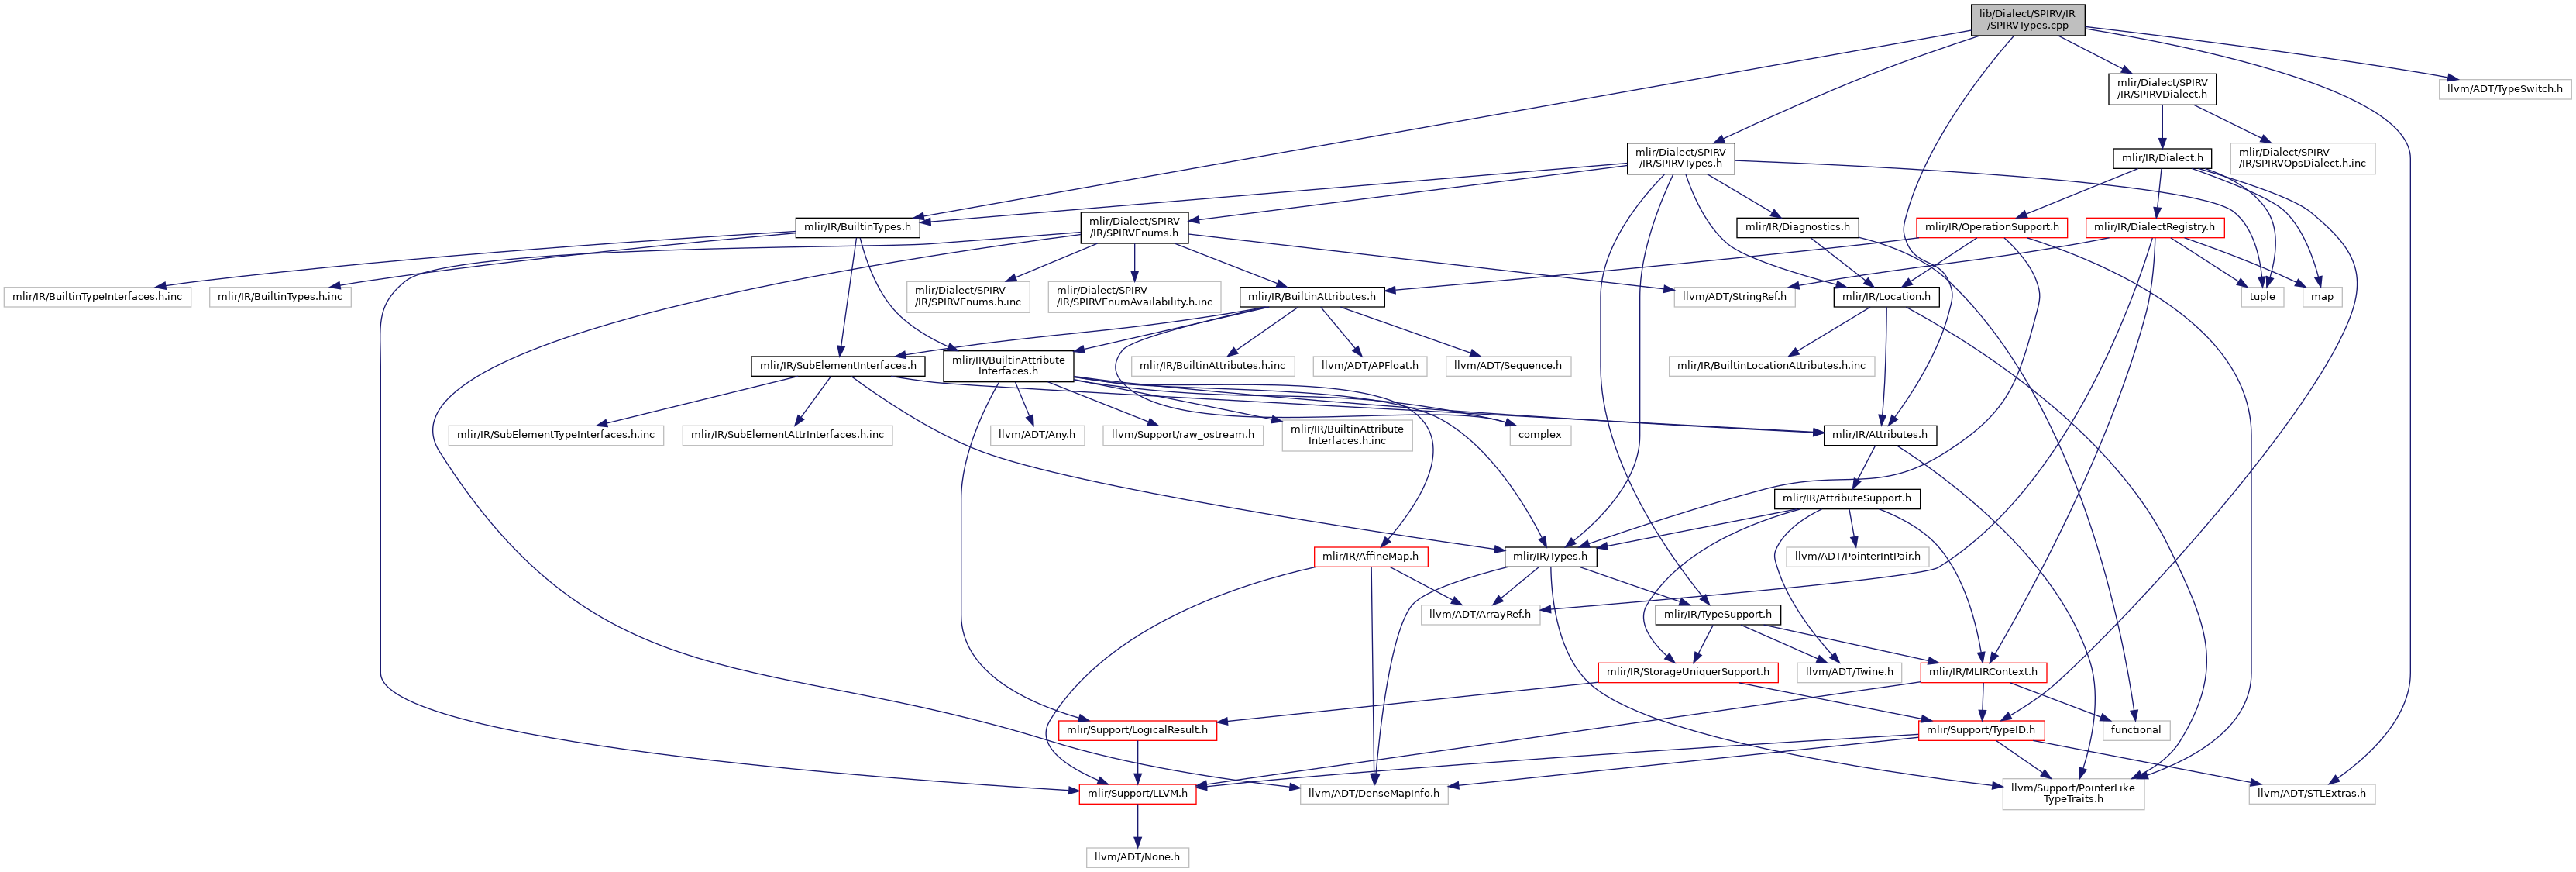 lib/Dialect/SPIRV/IR
/SPIRVTypes.cpp
llvm/ADT/TypeSwitch.h
mlir/Dialect/SPIRV
/IR/SPIRVDialect.h
mlir/Dialect/SPIRV
/IR/SPIRVTypes.h
mlir/IR/Dialect.h
mlir/Dialect/SPIRV
/IR/SPIRVOpsDialect.h.inc
mlir/IR/BuiltinTypes.h
mlir/Dialect/SPIRV
/IR/SPIRVEnums.h
mlir/IR/Diagnostics.h
mlir/IR/OperationSupport.h
mlir/IR/DialectRegistry.h
mlir/IR/BuiltinTypeInterfaces.h.inc
mlir/IR/BuiltinTypes.h.inc
mlir/Dialect/SPIRV
/IR/SPIRVEnums.h.inc
mlir/Dialect/SPIRV
/IR/SPIRVEnumAvailability.h.inc
mlir/IR/BuiltinAttributes.h
llvm/ADT/StringRef.h
mlir/IR/Location.h
tuple
map
mlir/IR/SubElementInterfaces.h
mlir/IR/BuiltinAttribute
Interfaces.h
mlir/IR/BuiltinAttributes.h.inc
llvm/ADT/APFloat.h
llvm/ADT/Sequence.h
mlir/IR/BuiltinLocationAttributes.h.inc
mlir/IR/SubElementTypeInterfaces.h.inc
mlir/IR/SubElementAttrInterfaces.h.inc
llvm/ADT/Any.h
llvm/Support/raw_ostream.h
mlir/IR/BuiltinAttribute
Interfaces.h.inc
complex
mlir/IR/Attributes.h
mlir/IR/AttributeSupport.h
mlir/IR/AffineMap.h
mlir/IR/Types.h
llvm/ADT/PointerIntPair.h
llvm/ADT/ArrayRef.h
mlir/IR/TypeSupport.h
mlir/IR/StorageUniquerSupport.h
llvm/ADT/Twine.h
mlir/IR/MLIRContext.h
mlir/Support/LogicalResult.h
mlir/Support/TypeID.h
functional
mlir/Support/LLVM.h
llvm/ADT/DenseMapInfo.h
llvm/Support/PointerLike
TypeTraits.h
llvm/ADT/STLExtras.h
llvm/ADT/None.h